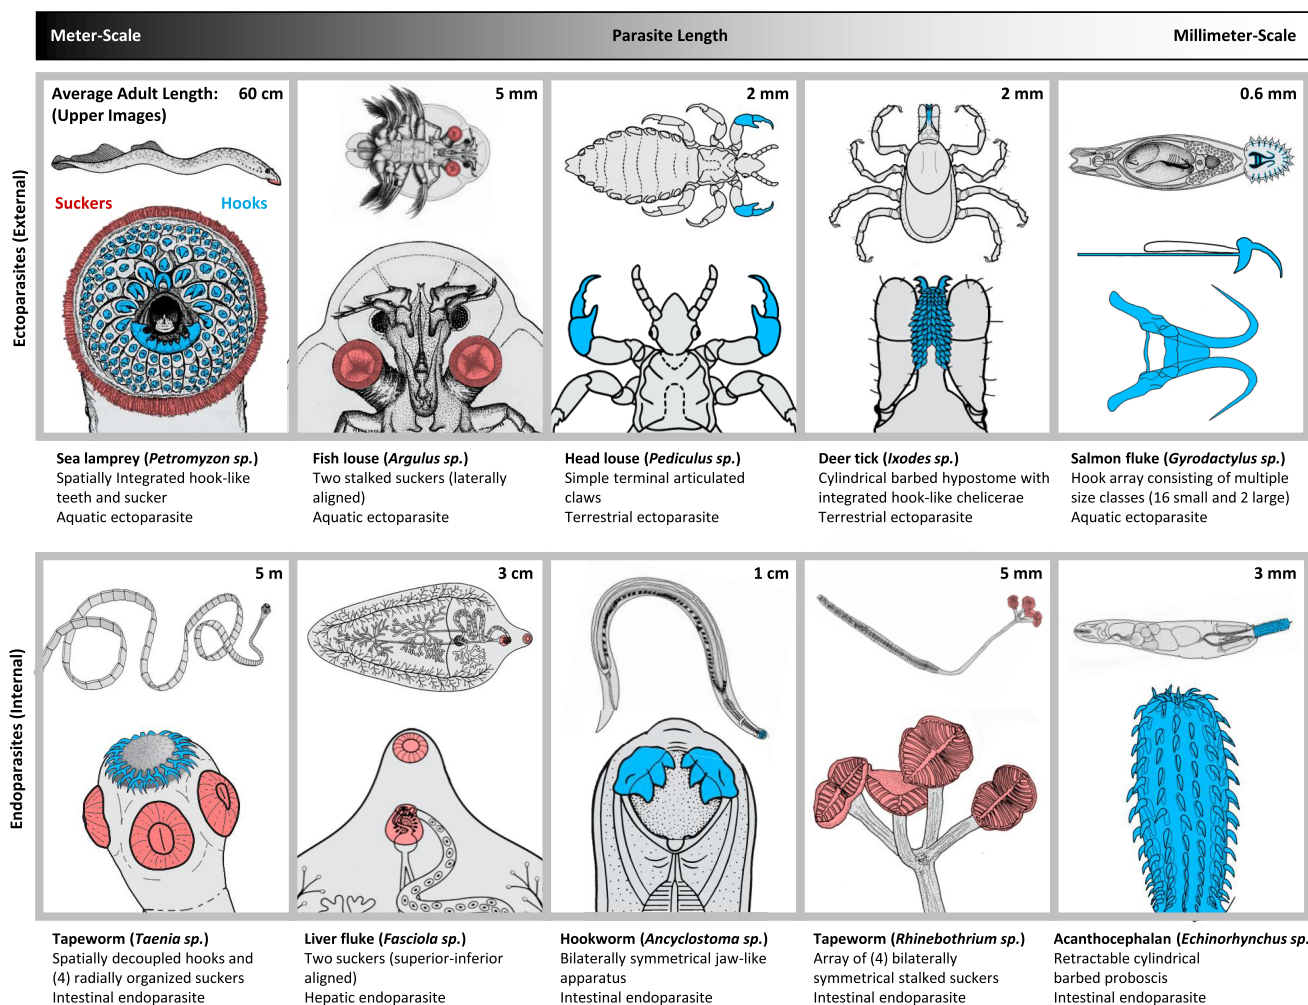 Meter-Scale
Parasite Length
Millimeter-Scale
Ectoparasites (External)
Average Adult Length: 60 cm
(Upper Images)
Suckers
Hooks
5 mm
2 mm
2 mm
0.6 mm
Sea lamprey (Petromyzon sp.)
Spatially Integrated hook-like
teeth and sucker
Aquatic ectoparasite
Fish louse (Argulus sp.)
Two stalked suckers (laterally
aligned)
Aquatic ectoparasite
Head louse (Pediculus sp.)
Simple terminal articulated
claws
Terrestrial ectoparasite
Deer tick (Ixodes sp.)
Cylindrical barbed hypostome with
integrated hook-like chelicerae
Terrestrial ectoparasite
Salmon fluke (Gyrodactylus sp.)
Hook array consisting of multiple
size classes (16 small and 2 large)
Aquatic ectoparasite
Endoparasites (Internal)
5 m
3 cm
1 cm
5 mm
3 mm
Tapeworm (Taenia sp.)
Spatially decoupled hooks and
(4) radially organized suckers
Intestinal endoparasite
Liver fluke (Fasciola sp.)
Two suckers (superior-inferior
aligned)
Hepatic endoparasite
Hookworm (Ancyclostoma sp.)
Bilaterally symmetrical jaw-like
apparatus
Intestinal endoparasite
Tapeworm (Rhinebothrium sp.)
Array of (4) bilaterally
symmetrical stalked suckers
Intestinal endoparasite
Acanthocephalan (Echinorhynchus sp.
Retractable cylindrical
barbed proboscis
Intestinal endoparasite